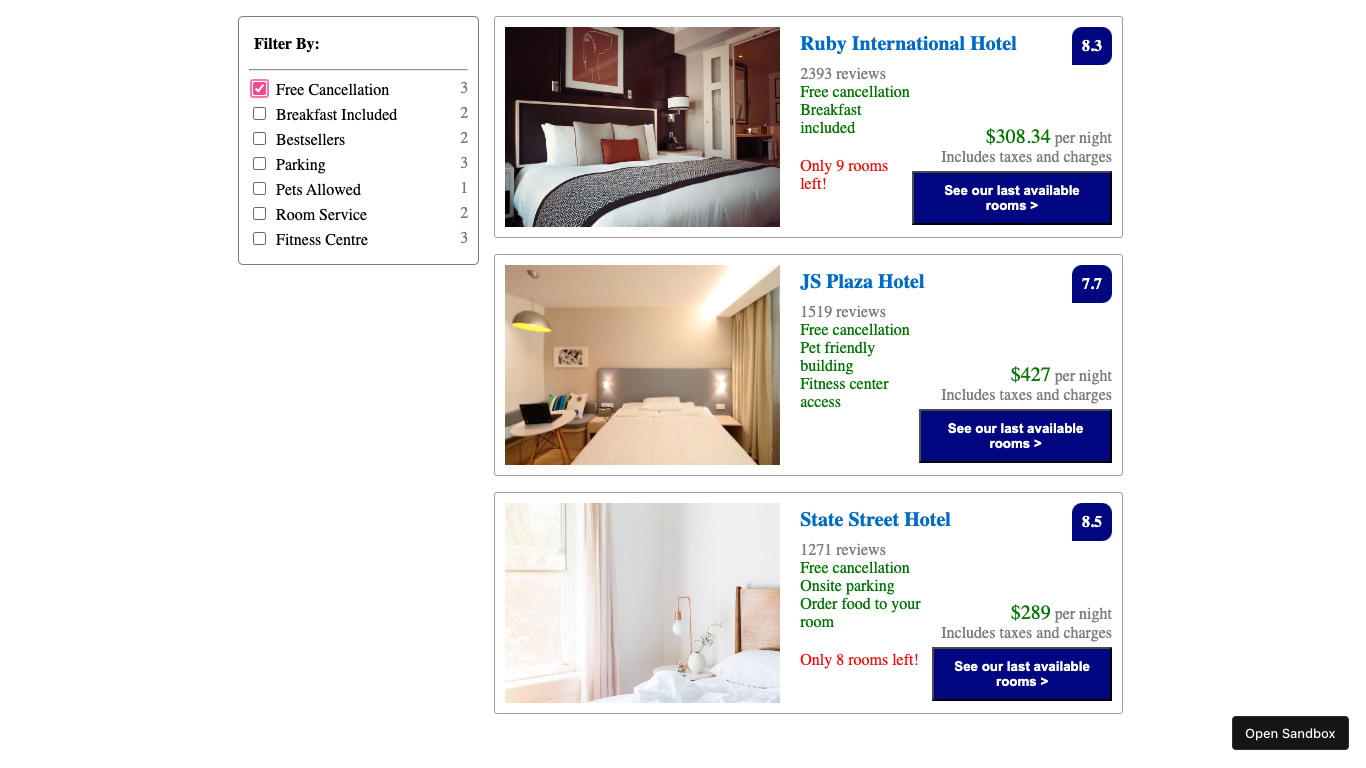 Filter By:
Free Cancellation 3
Breakfast Included 2
Bestsellers 2
Parking 3
Pets Allowed 1
Room Service 2
Fitness Centre 3
Ruby International Hotel
8.3
2393 reviews
Free cancellation
Breakfast
included
Only 9 rooms
left!
$308.34 per night
Includes taxes and charges
See our last available
rooms >
JS Plaza Hotel
7.7
1519 reviews
Free cancellation
Pet friendly
building
Fitness center
access
$427 per night
Includes taxes and charges
See our last available
rooms >
State Street Hotel
8.5
1271 reviews
Free cancellation
Onsite parking
Order food to your
room
Only 8 rooms left!
$289 per night
Includes taxes and charges
See our last available
rooms >
Open Sandbox